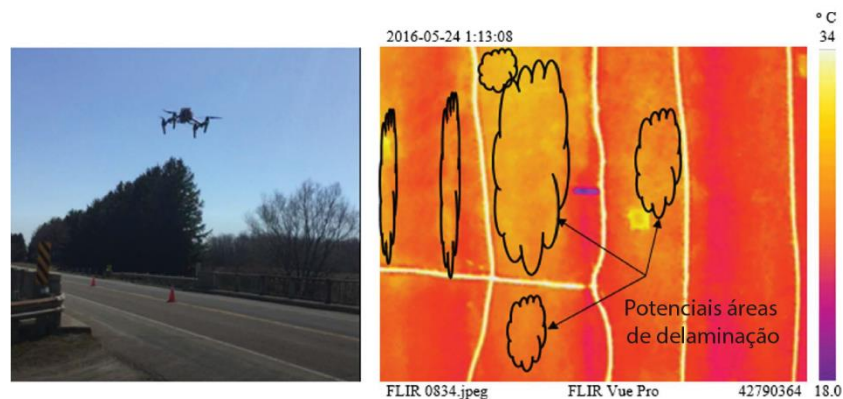 ° C
2016-05-24 1:13:08
34
Potenciais áreas
de delaminação
FLIR 0834.jpeg
FLIR Vue Pro
42790364
18.0